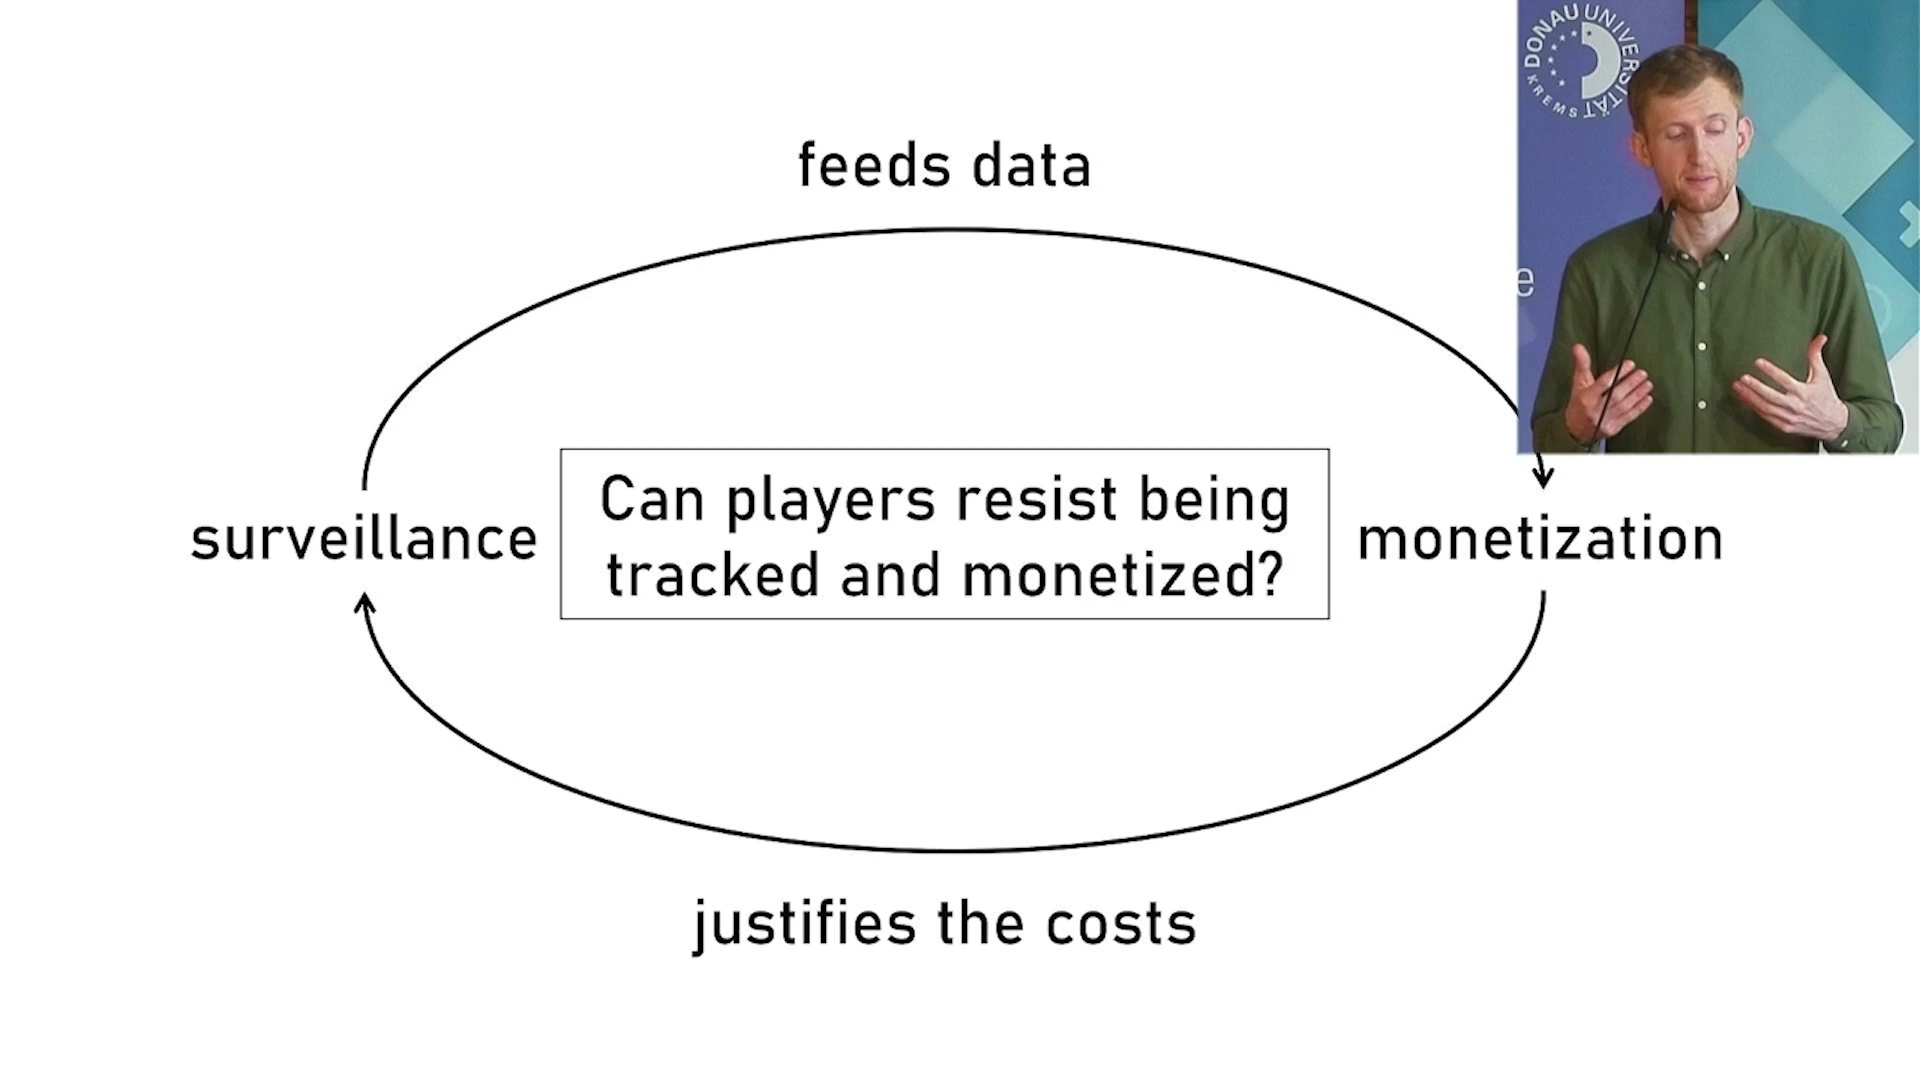 DONAU UNIVERSITÄT
KREMS
feeds data
e
Can players resist being
tracked and monetized?
surveillance
monetization
justifies the costs